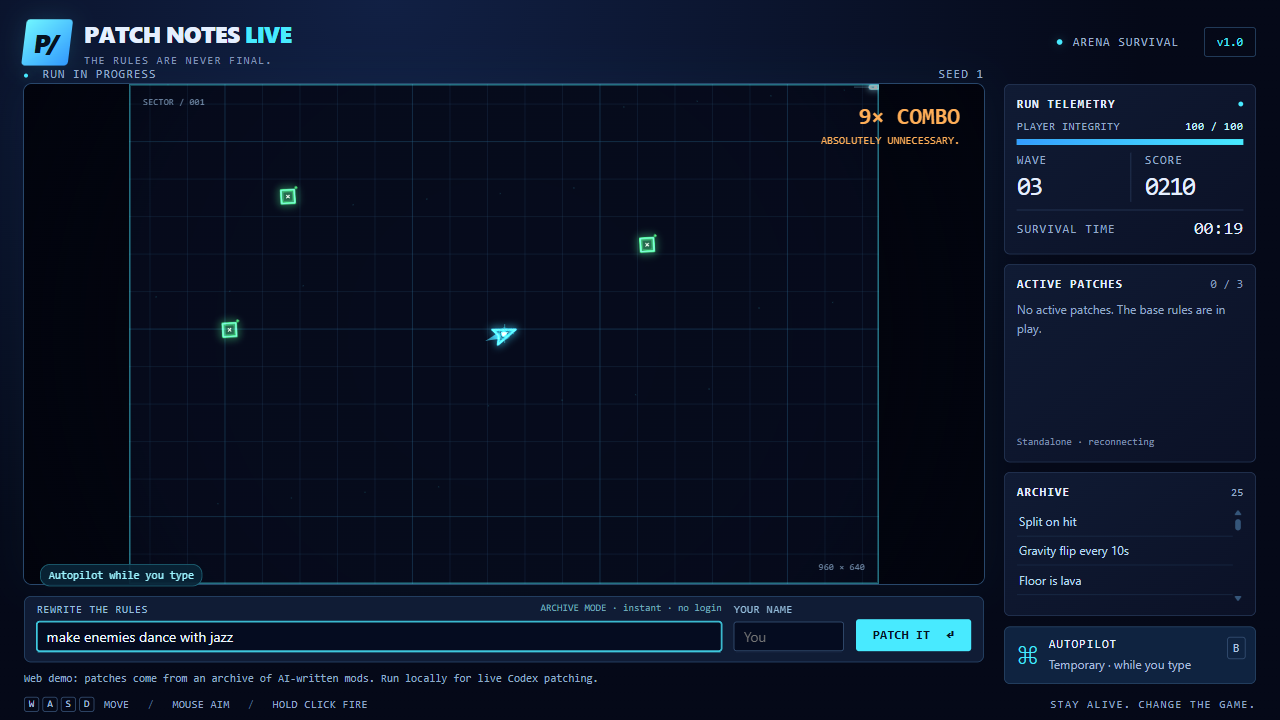 P/
PATCH NOTES LIVE
THE RULES ARE NEVER FINAL.
ARENA SURVIVAL
v1.0
RUN IN PROGRESS
SEED 1
SECTOR / 001
9× COMBO
ABSOLUTELY UNNECESSARY.
960 × 640
Autopilot while you type
RUN TELEMETRY
PLAYER INTEGRITY 100 / 100
WAVE SCORE
03 0210
SURVIVAL TIME 00:19
ACTIVE PATCHES 0 / 3
No active patches. The base rules are in
play.
Standalone · reconnecting
ARCHIVE 25
Split on hit
Gravity flip every 10s
Floor is lava
REWRITE THE RULES
ARCHIVE MODE · instant · no login
YOUR NAME
make enemies dance with jazz
You
PATCH IT ⏎
AUTOPILOT
Temporary · while you type
B
Web demo: patches come from an archive of AI-written mods. Run locally for live Codex patching.
W A S D MOVE / MOUSE AIM / HOLD CLICK FIRE
STAY ALIVE. CHANGE THE GAME.